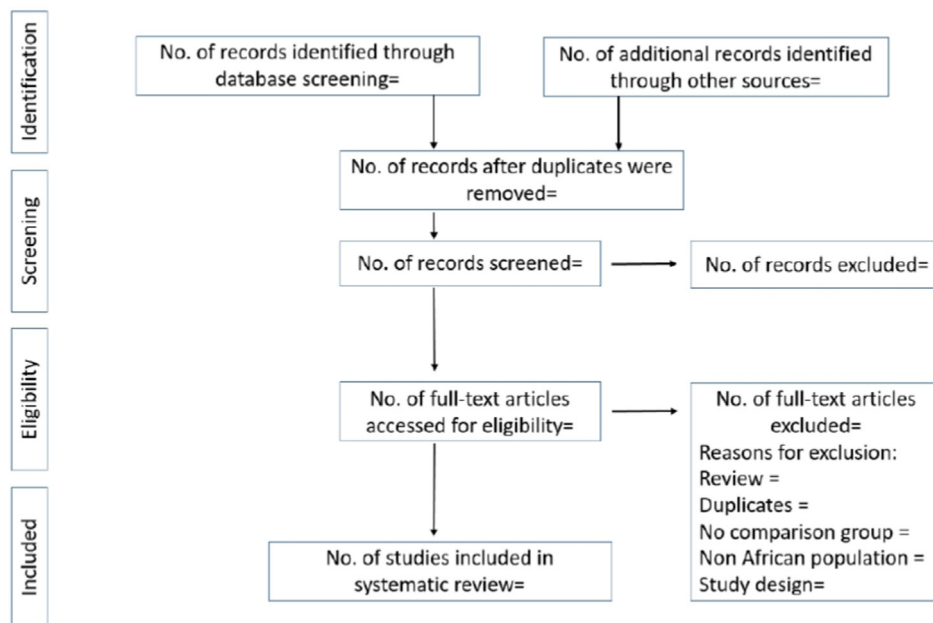 Identification
No. of records identified through
database screening=
No. of additional records identified
through other sources=
No. of records after duplicates were
removed=
Screening
No. of records screened=
No. of records excluded=
Eligibility
No. of full-text articles
accessed for eligibility=
No. of full-text articles
excluded=
Reasons for exclusion:
Review =
Duplicates =
No comparison group =
Non African population =
Study design=
Included
No. of studies included in
systematic review=